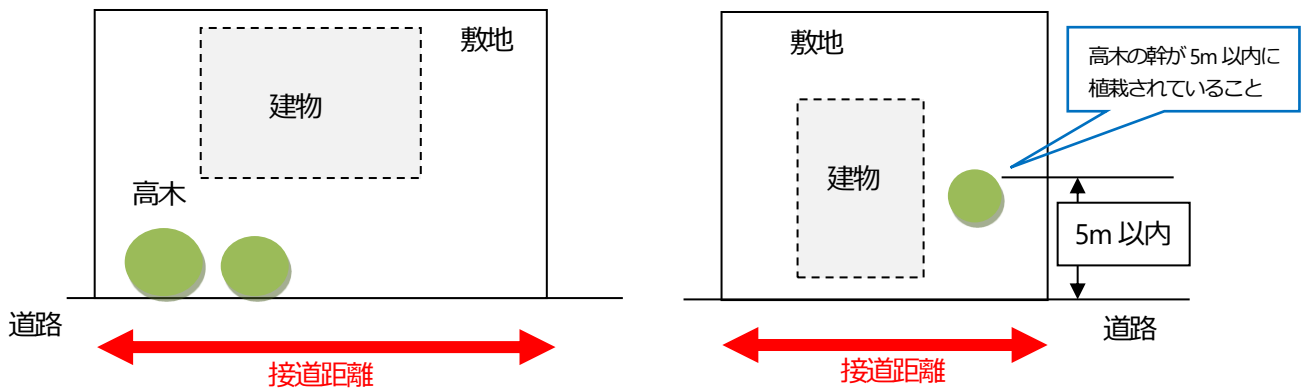 敷地
建物
高木
道路
接道距離
敷地
高木の幹が5m 以内に
植栽されていること
建物
5m 以内
道路
接道距離